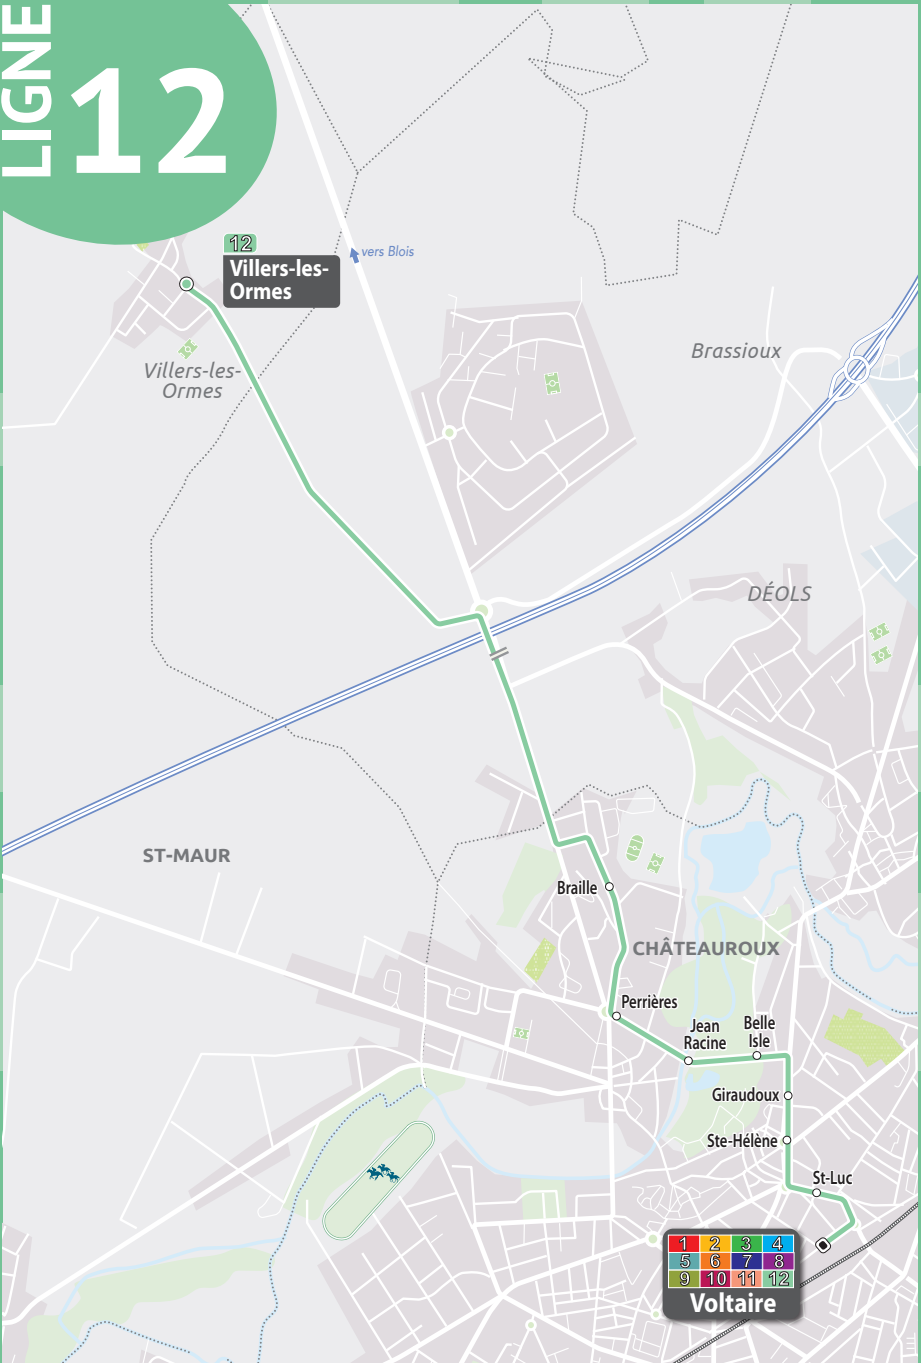 LIGNE
12
12
Villers-les-
Ormes
vers Blois
Brassioux
Villers-les-
Ormes
DÉOLS
ST-MAUR
Braille
CHÂTEAUROUX
Perrières
Jean
Racine
Belle
Isle
Giraudoux
Ste-Hélène
St-Luc
1 2 3 4
5 6 7 8
9 10 11 12
Voltaire